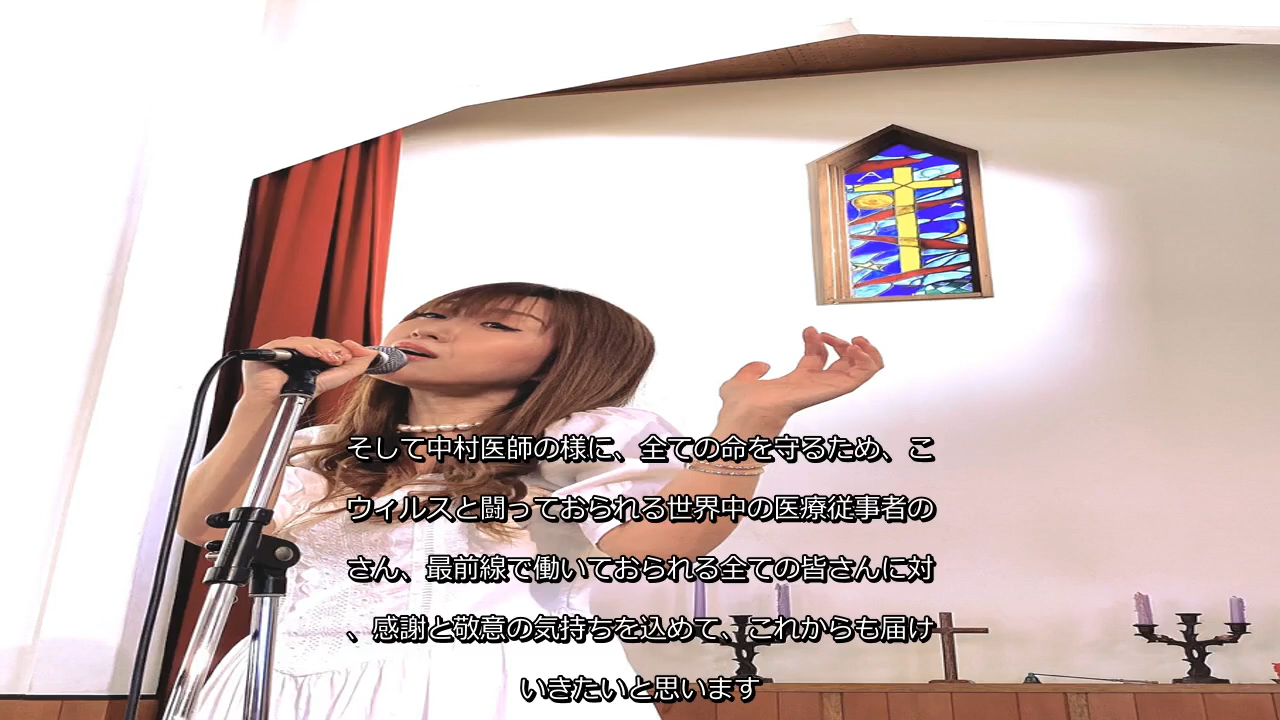 そして中村医師の様に、全ての命を守るため、こ
ウィルスと闘っておられる世界中の医療従事者の
さん、最前線で働いておられる全ての皆さんに対
、感謝と敬意の気持ちを込めて、これからも届け
いきたいと思います